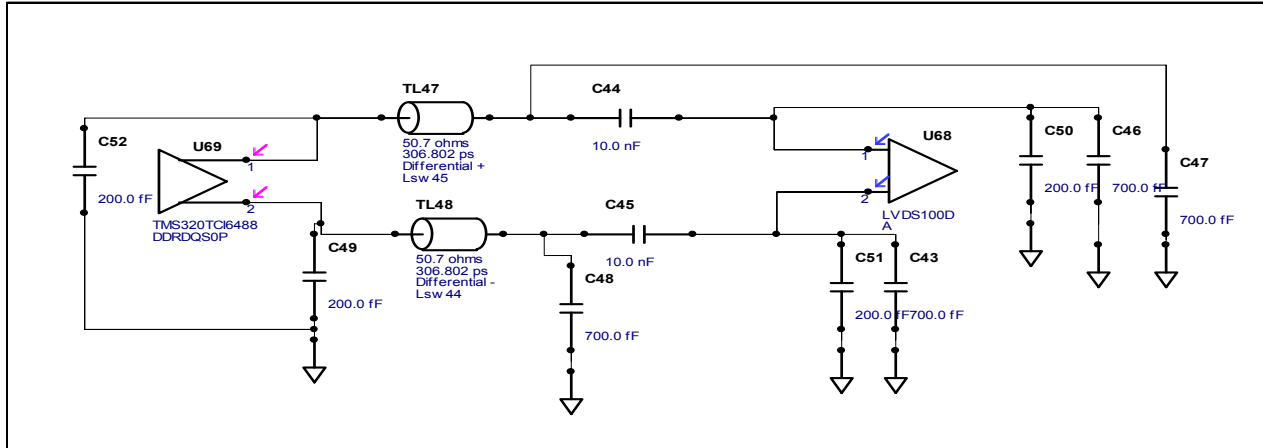 TL47
50.7 ohms
306.802 ps
Differential +
Lsw 45
C44
10.0 nF
C52
200.0 fF
U69
1
2
TMS320TCI6488
DDRDQS0P
C49
200.0 fF
TL48
50.7 ohms
306.802 ps
Differential -
Lsw 44
C45
10.0 nF
C48
700.0 fF
U68
1
2
LVDS100D
A
C51
200.0 fF
C43
700.0 fF
C50
200.0 fF
C46
700.0 fF
C47
700.0 fF